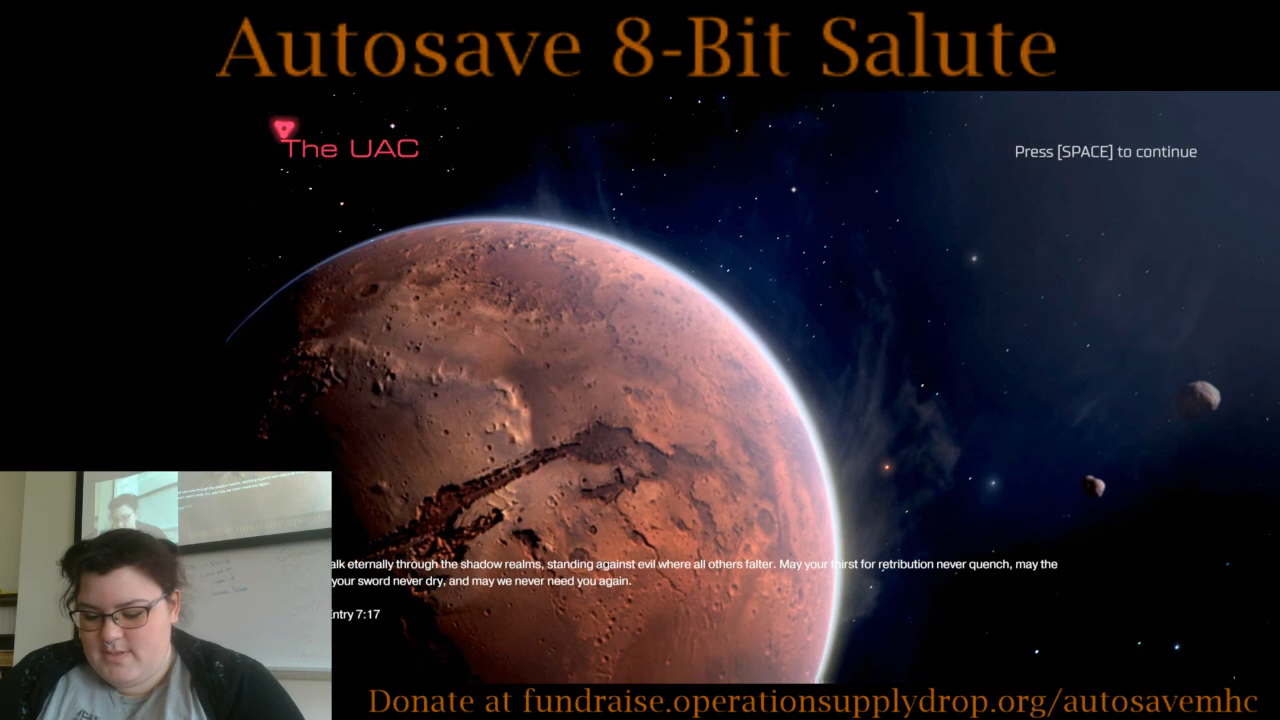 Autosave 8-Bit Salute
The UAC
Press [SPACE] to continue
alk eternally through the shadow realms, standing against evil where all others falter. May your thirst for retribution never quench, may the
your sword never dry, and may we never need you again.
Entry 7:17
Donate at fundraise.operationsupplydrop.org/autosavemhc